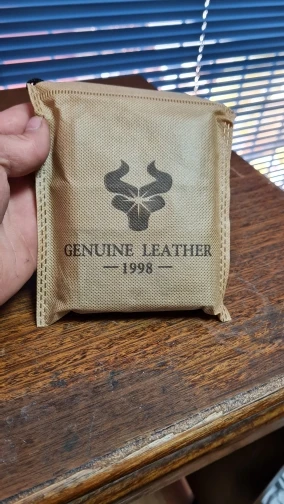 GENUINE LEATHER
— 1998 —